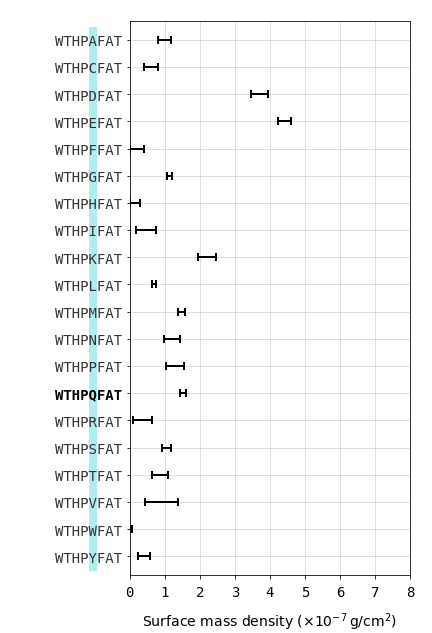 WTHPAFAT
WTHPCFAT
WTHPDFAT
WTHPEFAT
WTHPFFAT
WTHPGFAT
WTHPHFAT
WTHPIFAT
WTHPKFAT
WTHPLFAT
WTHPMFAT
WTHPNFAT
WTHPPFAT
WTHPQFAT
WTHPRFAT
WTHPSFAT
WTHPTFAT
WTHPVFAT
WTHPWFAT
WTHPYFAT
0 1 2 3 4 5 6 7 8
Surface mass density (×10⁻⁷ g/cm²)